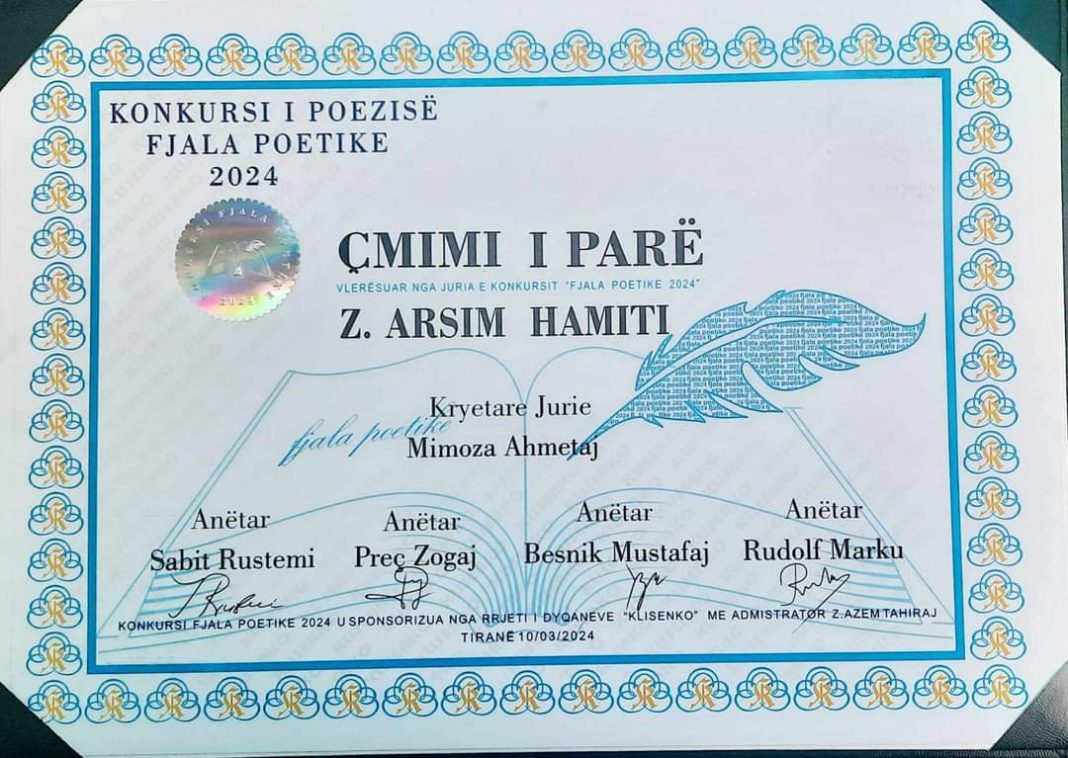 KONKURSI I POEZISË
FJALA POETIKE
2024
ÇMIMI I PARË
VLERËSUAR NGA JURIA E KONKURSIT "FJALA POETIKE 2024"
Z. ARSIM HAMITI
fjala poetike
Kryetare Jurie
Mimoza Ahmetaj
Anëtar Anëtar Anëtar Anëtar
Sabit Rustemi Preç Zogaj Besnik Mustafaj Rudolf Marku
KONKURSI FJALA POETIKE 2024 U SPONSORIZUA NGA RRJETI I DYQANEVE "KLISENKO" ME ADMISTRATOR Z.AZEM TAHIRAJ
TIRANË 10/03/2024